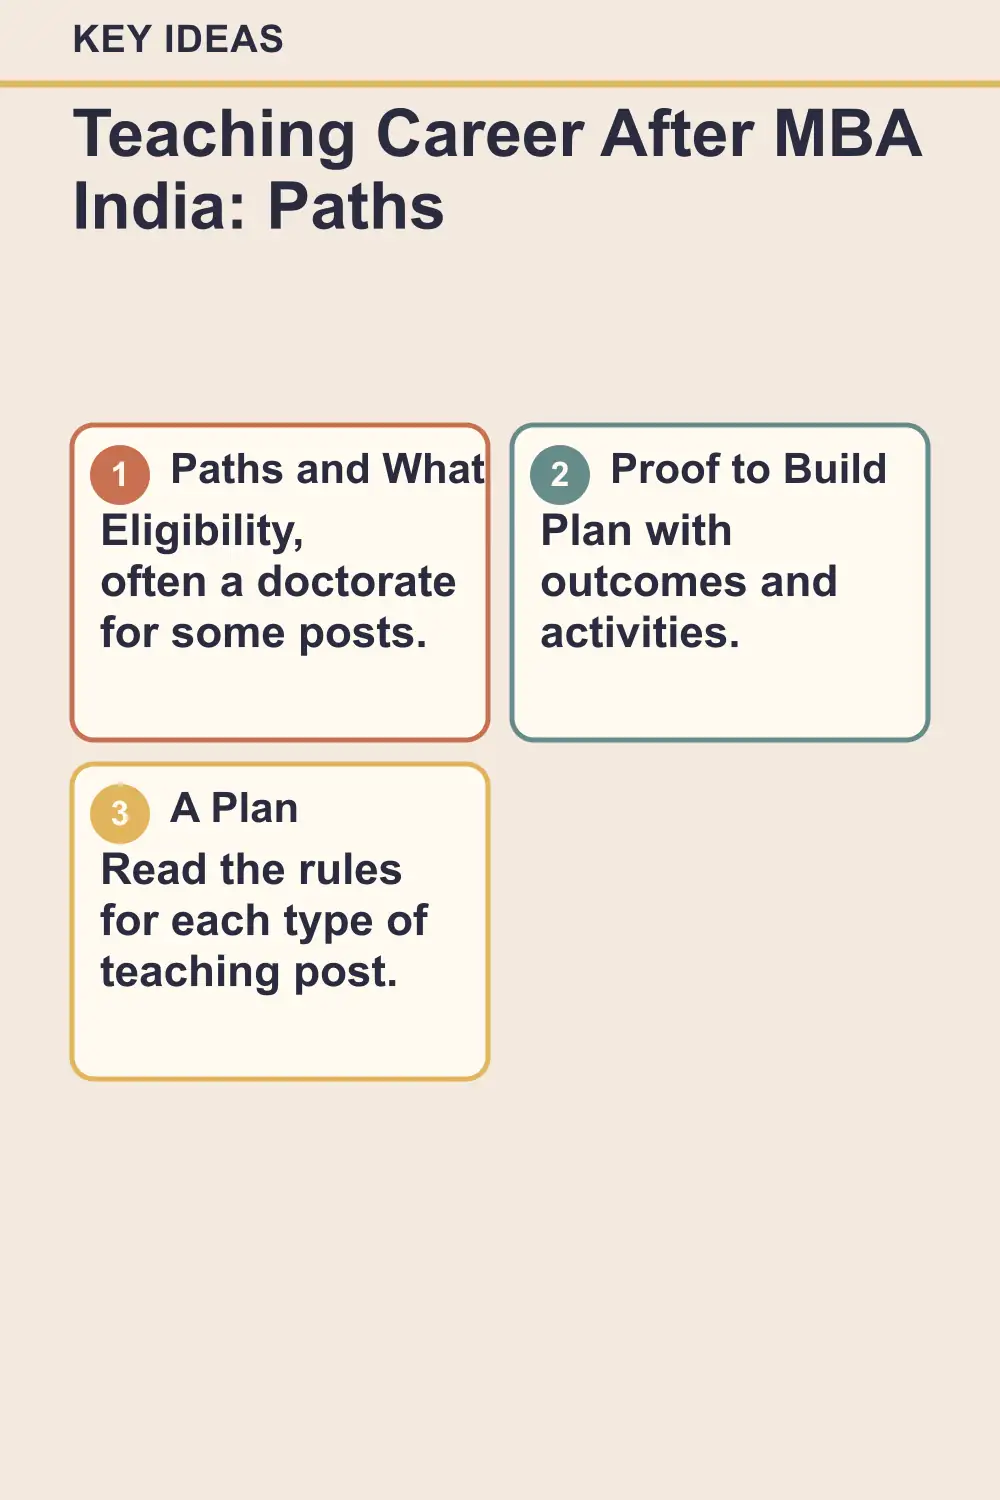 KEY IDEAS
Teaching Career After MBA
India: Paths
1 Paths and What
Eligibility,
often a doctorate
for some posts.
2 Proof to Build
Plan with
outcomes and
activities.
3 A Plan
Read the rules
for each type of
teaching post.